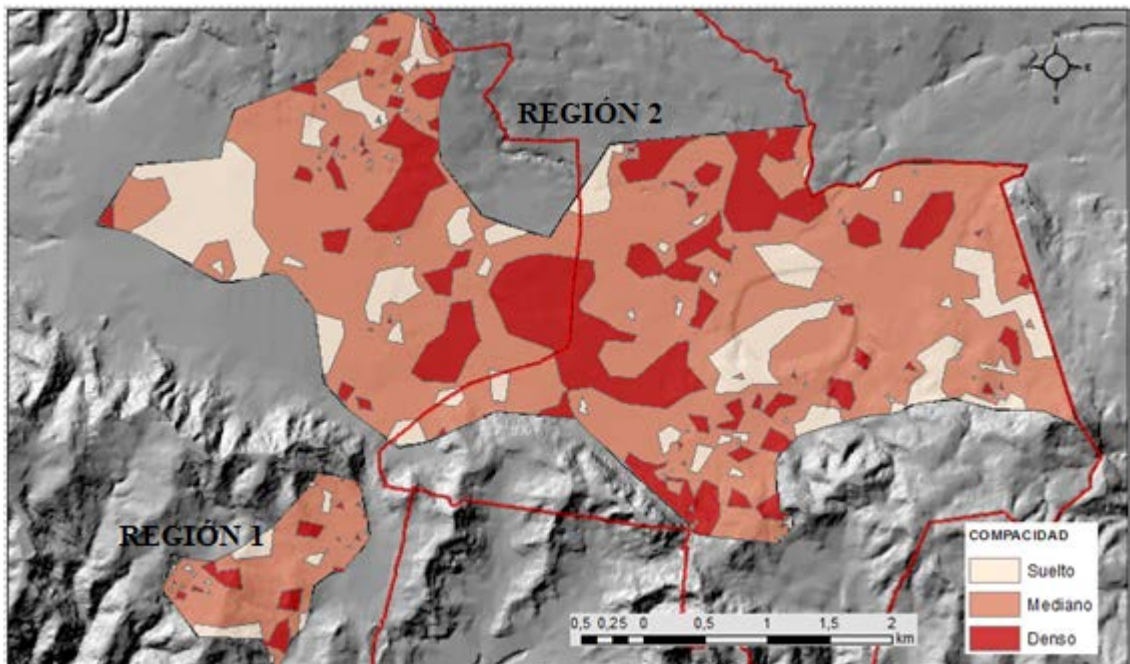 N
E
S
REGIÓN 2
REGIÓN 1
COMPACIDAD
Suelto
Mediano
Denso
0,5 0,25 0 0,5 1 1,5 2
km